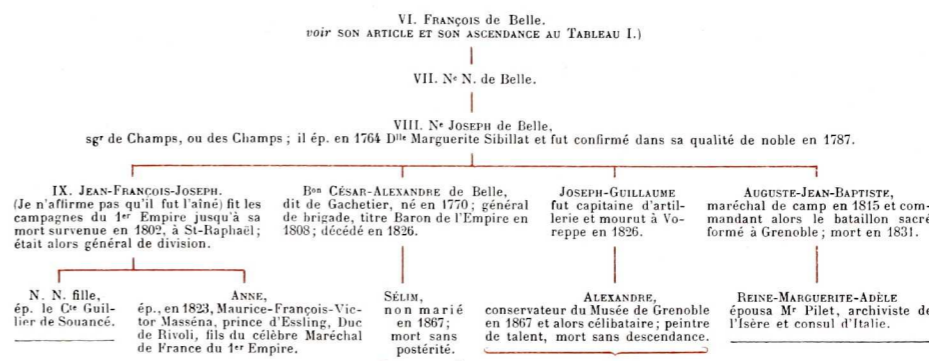 VI. FRANÇOIS de Belle.
voir SON ARTICLE ET SON ASCENDANCE AU TABLEAU I.)
VII. Ne N. de Belle.
VIII. Ne JOSEPH de Belle,
sgr de Champs, ou des Champs ; il ép. en 1764 Dlle Marguerite Sibillat et fut confirmé dans sa qualité de noble en 1787.
IX. JEAN-FRANÇOIS-JOSEPH.
(Je n'affirme pas qu'il fut l'aîné) fit les
campagnes du 1er Empire jusqu'à sa
mort survenue en 1802, à St-Raphaël ;
était alors général de division.
Bon CÉSAR-ALEXANDRE de Belle,
dit de Gachetier, né en 1770 ; général
de brigade, titre Baron de l'Empire en
1808 ; décédé en 1826.
JOSEPH-GUILLAUME
fut capitaine d'artil-
lerie et mourut à Vo-
reppe en 1826.
AUGUSTE-JEAN-BAPTISTE,
maréchal de camp en 1815 et com-
mandant alors le bataillon sacré
formé à Grenoble ; mort en 1831.
N. N. fille,
ép. le Cte Guil-
lier de Souancé.
ANNE,
ép., en 1823, Maurice-François-Vic-
tor Masséna, prince d'Essling, Duc
de Rivoli, fils du célèbre Maréchal
de France du 1er Empire.
SÉLIM,
non marié
en 1867 ;
mort sans
postérité.
ALEXANDRE,
conservateur du Musée de Grenoble
en 1867 et alors célibataire ; peintre
de talent, mort sans descendance.
REINE-MARGUERITE-ADÈLE
épousa Mr Pilet, archiviste de
l'Isère et consul d'Italie.